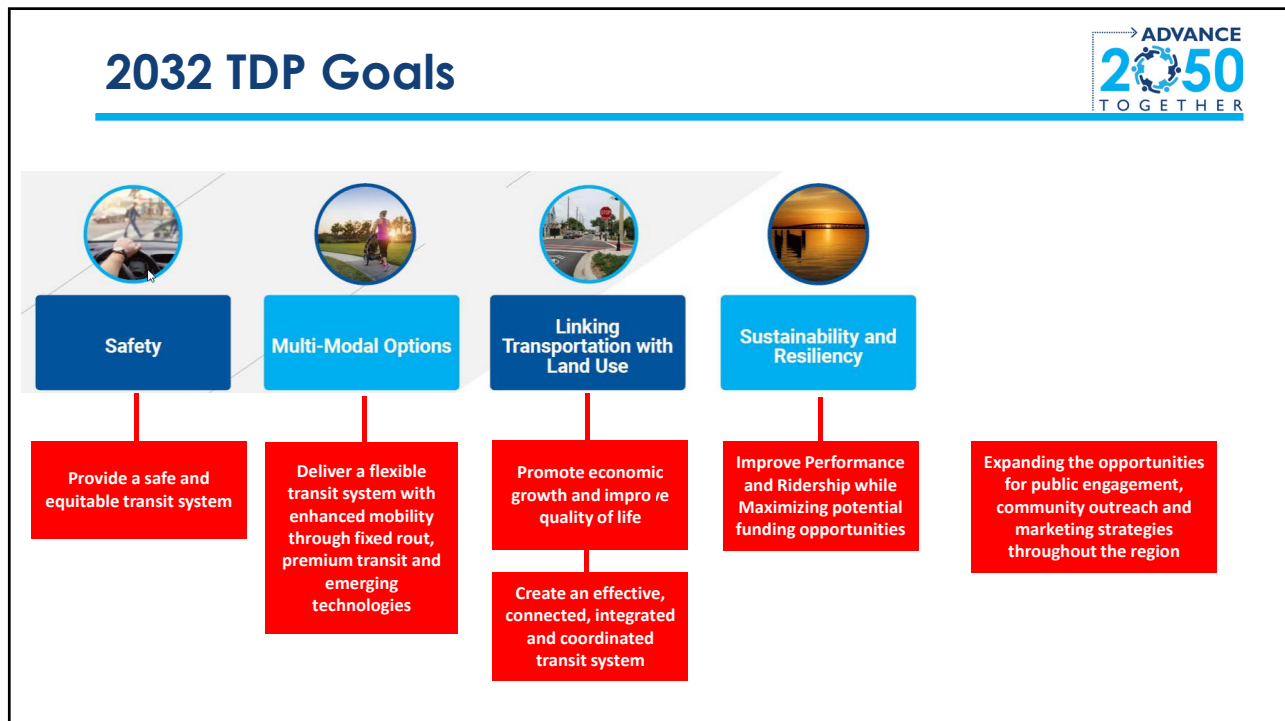 2032 TDP Goals
ADVANCE
2050
TOGETHER
STOP
Safety
Multi-Modal Options
Linking
Transportation with
Land Use
Sustainability and
Resiliency
Provide a safe and
equitable transit system
Deliver a flexible
transit system with
enhanced mobility
through fixed rout,
premium transit and
emerging
technologies
Promote economic
growth and improve
quality of life
Create an effective,
connected, integrated
and coordinated
transit system
Improve Performance
and Ridership while
Maximizing potential
funding opportunities
Expanding the opportunities
for public engagement,
community outreach and
marketing strategies
throughout the region